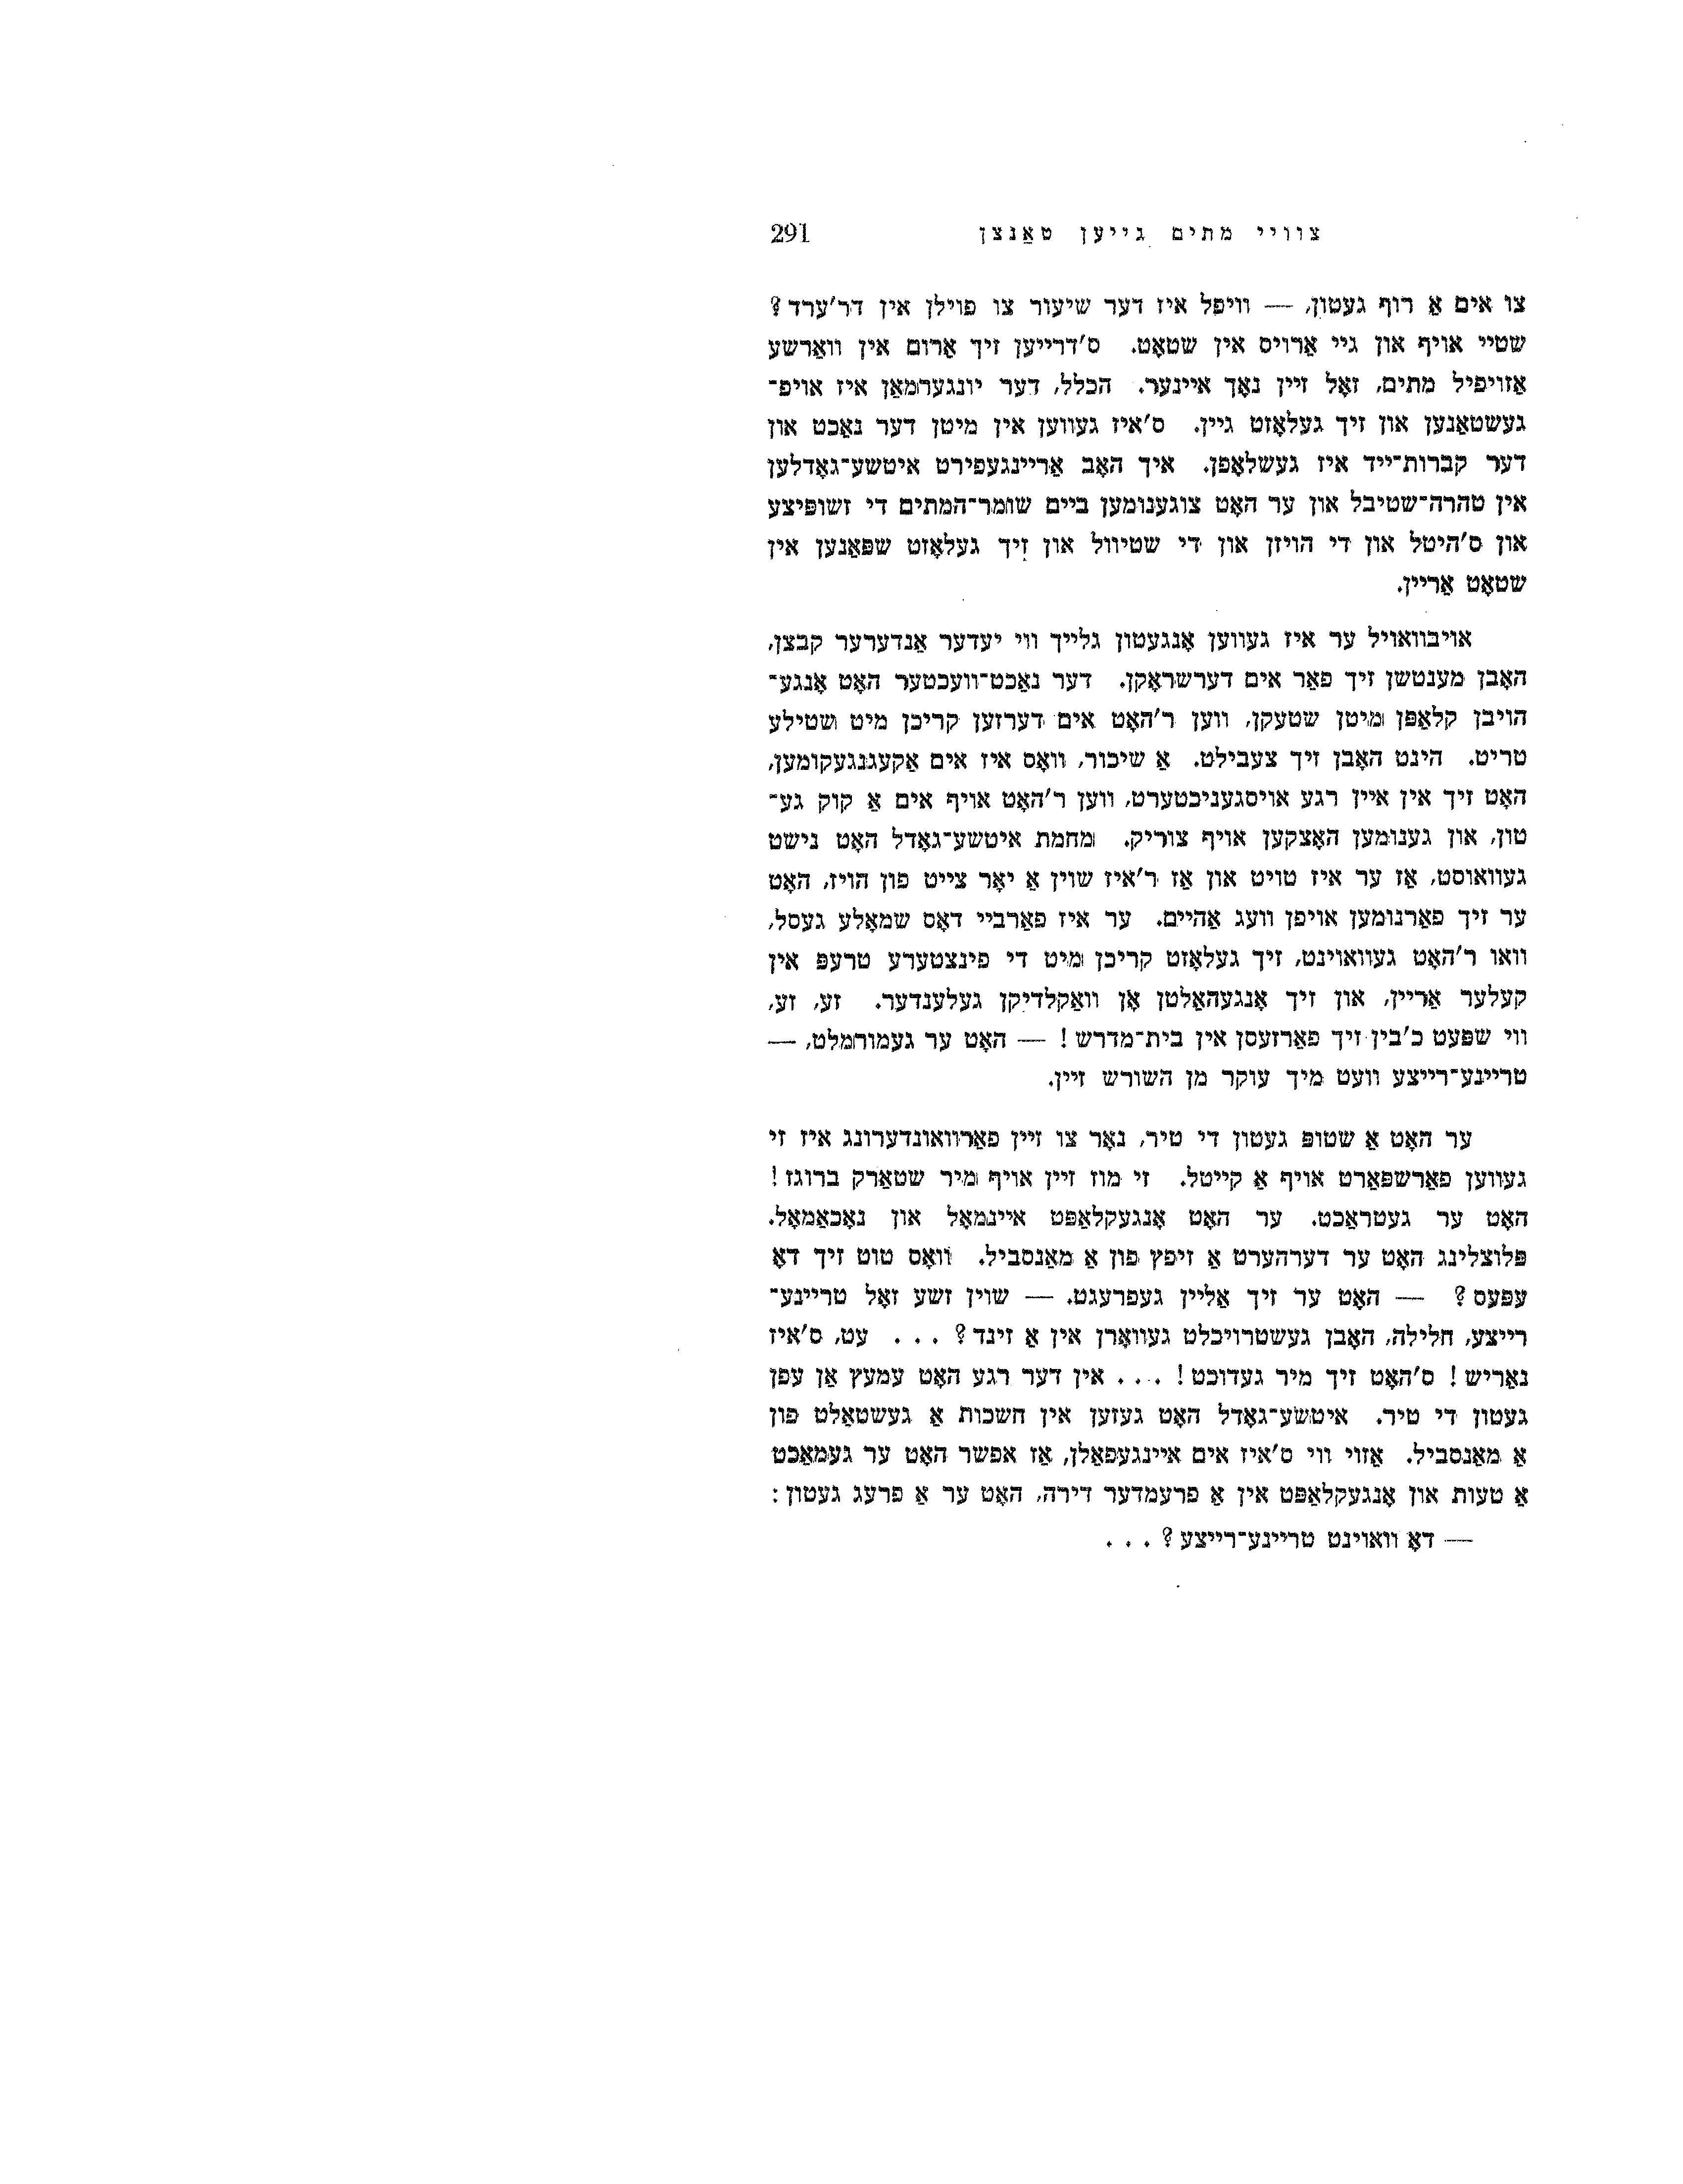 צוויי מתים גייען טאַנצן 291
צו אים אַ רוף געטון, — וויפל איז דער שיעור צו פוילן אין דר'ערד?
שטיי אויף און גיי אַרויס אין שטאָט. ס'דרייען זיך אַרום אין וואַרשע
אַזויפיל מתים, זאָל זיין נאָך איינער. הכלל, דער יונגערמאַן איז אויפ־
געשטאַנען און זיך געלאָזט גיין. ס'איז געווען אין מיטן דער נאַכט און
דער קברות־ייד איז געשלאָפן. איך האָב אַריינגעפירט איטשע־גאָדלען
אין טהרה־שטיבל און ער האָט צוגענומען ביים שומר־המתים די זשופּיצע
און ס'היטל און די הויזן און די שטיוול און זיך געלאָזט שפּאַנען אין
שטאָט אַריין.
אויבוואויל ער איז געווען אָנגעטון גלייך ווי יעדער אַנדערער קבצן,
האָבן מענטשן זיך פאַר אים דערשראָקן. דער נאַכט־וועכטער האָט אָנגע־
הויבן קלאַפּן מיטן שטעקן, ווען ר'האָט אים דערזען קריכן מיט שטילע
טריט. הינט האָבן זיך צעבילט. אַ שיכור, וואָס איז אים אַקעגנגעקומען,
האָט זיך אין איין רגע אויסגעניכטערט, ווען ר'האָט אויף אים אַ קוק גע־
טון, און גענומען האָצקען אויף צוריק. מחמת איטשע־גאָדל האָט נישט
געוואוסט, אַז ער איז טויט און אַז ר'איז שוין אַ יאָר צייט פון הויז, האָט
ער זיך פאַרנומען אויפן וועג אַהיים. ער איז פאַרביי דאָס שמאָלע געסל,
וואו ר'האָט געוואוינט, זיך געלאָזט קריכן מיט די פינצטערע טרעפּ אין
קעלער אַריין, און זיך אָנגעהאַלטן אָן וואַקלדיקן געלענדער. זע, זע,
ווי שפּעט כ'בין זיך פאַרזעסן אין בית־מדרש! — האָט ער געמורמלט, —
טריינע־רייצע וועט מיך עוקר מן השורש זיין.
ער האָט אַ שטופּ געטון די טיר, נאָר צו זיין פאַרוואונדערונג איז זי
געווען פאַרשפּאַרט אויף אַ קייטל. זי מוז זיין אויף מיר שטאַרק ברוגז!
האָט ער געטראַכט. ער האָט אָנגעקלאַפּט איינמאָל און נאָכאַמאָל.
פּלוצלינג האָט ער דערהערט אַ זיפץ פון אַ מאַנסביל. וואָס טוט זיך דאָ
עפּעס? — האָט ער זיך אַליין געפרעגט. — שוין זשע זאָל טריינע־
רייצע, חלילה, האָבן געשטרויכלט געוואָרן אין אַ זינד? . . . עט, ס'איז
נאַריש! ס'האָט זיך מיר געדוכט! . . . אין דער רגע האָט עמעץ אַן עפן
געטון די טיר. איטשע־גאָדל האָט געזען אין חשכות אַ געשטאַלט פון
אַ מאַנסביל. אַזוי ווי ס'איז אים איינגעפאַלן, אַז אפשר האָט ער געמאַכט
אַ טעות און אָנגעקלאַפּט אין אַ פרעמדער דירה, האָט ער אַ פרעג געטון:
— דאָ וואוינט טריינע־רייצע? . . .